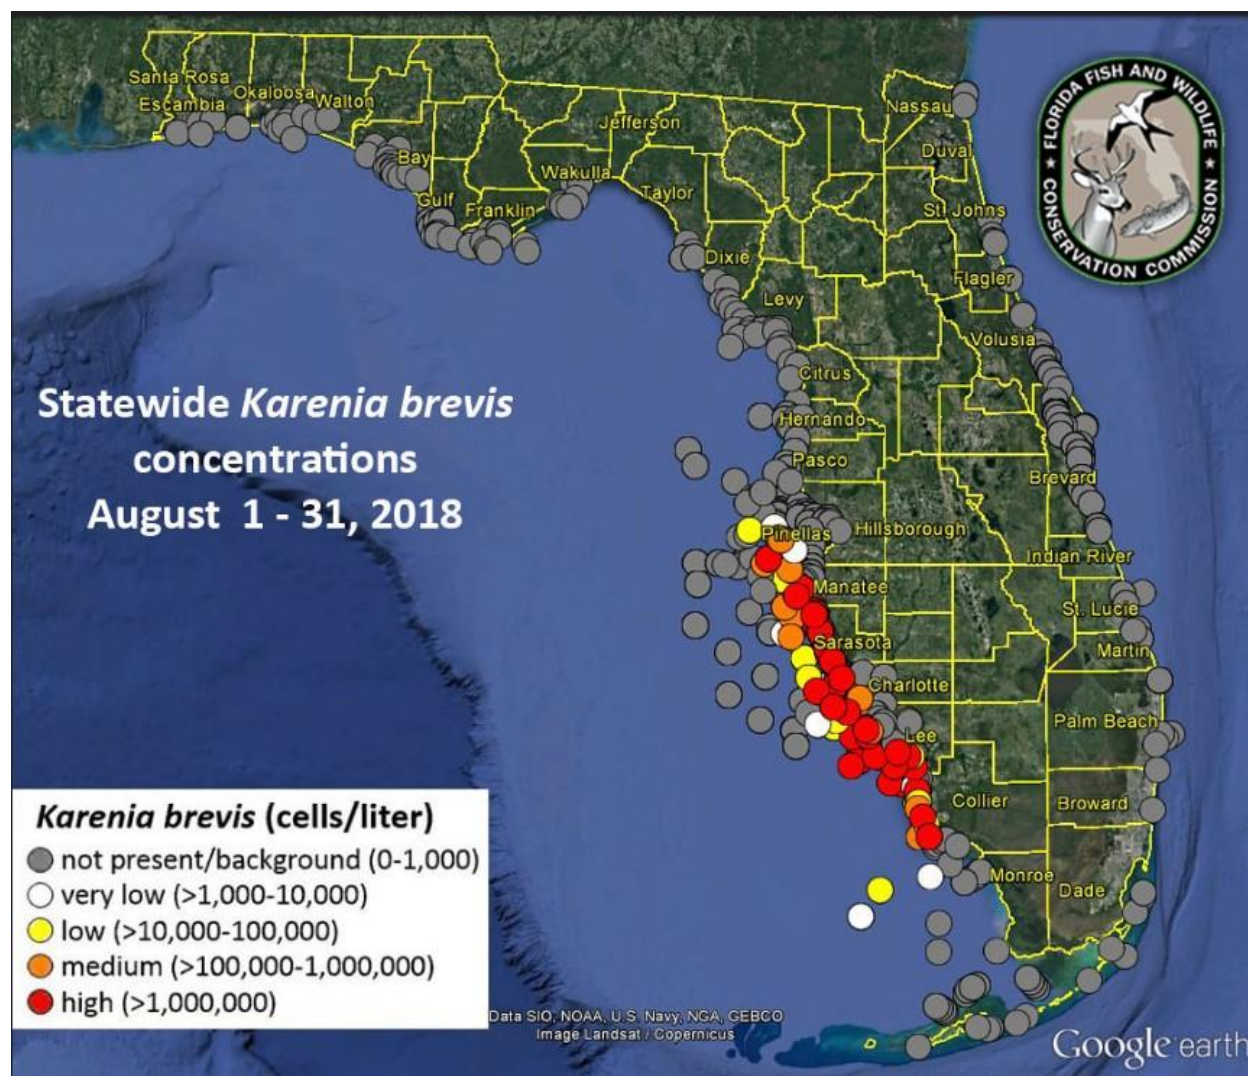 Santa Rosa
Okaloosa
Walton
Escambia
Jefferson
Nassau
Bay
Wakulla
Duval
Gulf
Franklin
Taylor
St. Johns
Dixie
Flagler
Levy
Volusia
Citrus
Hernando
Pasco
Brevard
Pinellas
Hillsborough
Indian River
Manatee
St. Lucie
Sarasota
Martin
Charlotte
Palm Beach
Lee
Collier
Broward
Monroe
Dade
FLORIDA FISH AND WILDLIFE
CONSERVATION COMMISSION
Statewide Karenia brevis
concentrations
August 1 - 31, 2018
Karenia brevis (cells/liter)
not present/background (0-1,000)
very low (>1,000-10,000)
low (>10,000-100,000)
medium (>100,000-1,000,000)
high (>1,000,000)
Data SIO, NOAA, U.S. Navy, NGA, GEBCO
Image Landsat / Copernicus
Google earth